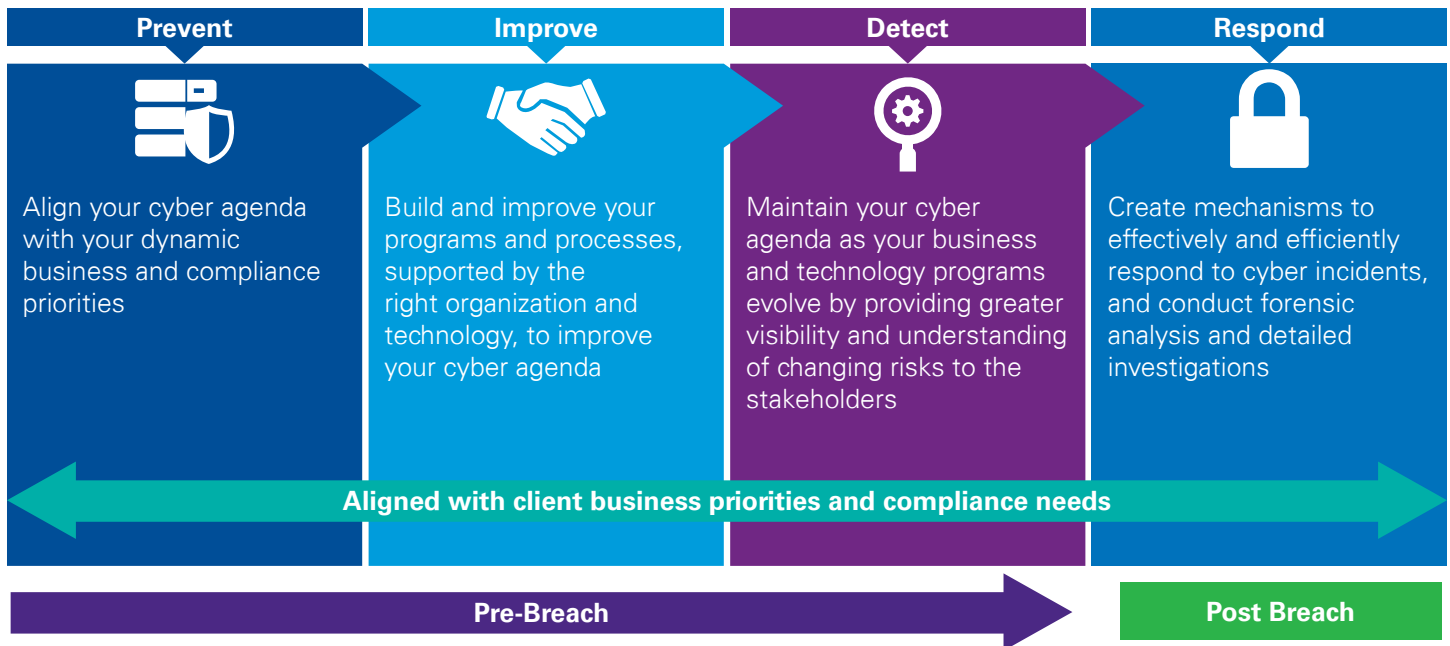 Prevent
Improve
Detect
Respond
Align your cyber agenda
with your dynamic
business and compliance
priorities
Build and improve your
programs and processes,
supported by the
right organization and
technology, to improve
your cyber agenda
Maintain your cyber
agenda as your business
and technology programs
evolve by providing greater
visibility and understanding
of changing risks to the
stakeholders
Create mechanisms to
effectively and efficiently
respond to cyber incidents,
and conduct forensic
analysis and detailed
investigations
Aligned with client business priorities and compliance needs
Pre-Breach
Post Breach